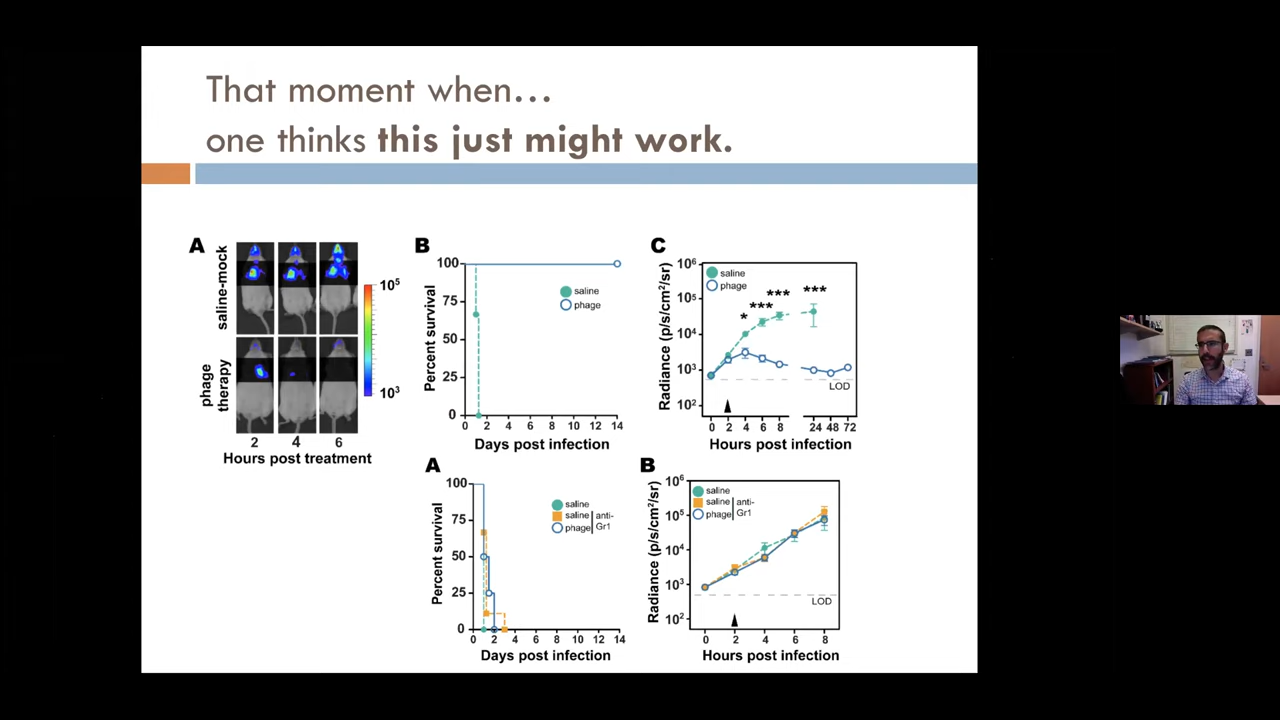 That moment when…
one thinks this just might work.
A
saline-mock
phage
therapy
10⁵
10³
2 4 6
Hours post treatment
B
Percent survival
100
75
50
25
0
saline
phage
0 2 4 6 8 10 12 14
Days post infection
C
Radiance (p/s/cm²/sr)
10⁶
10⁵
10⁴
10³
10²
saline
phage
* *** *** ***
LOD
0 2 4 6 8 24 48 72
Hours post infection
A
Percent survival
100
75
50
25
0
saline
saline anti-
phage Gr1
0 2 4 6 8 10 12 14
Days post infection
B
Radiance (p/s/cm²/sr)
10⁶
10⁵
10⁴
10³
10²
saline
saline anti-
phage Gr1
LOD
0 2 4 6 8
Hours post infection